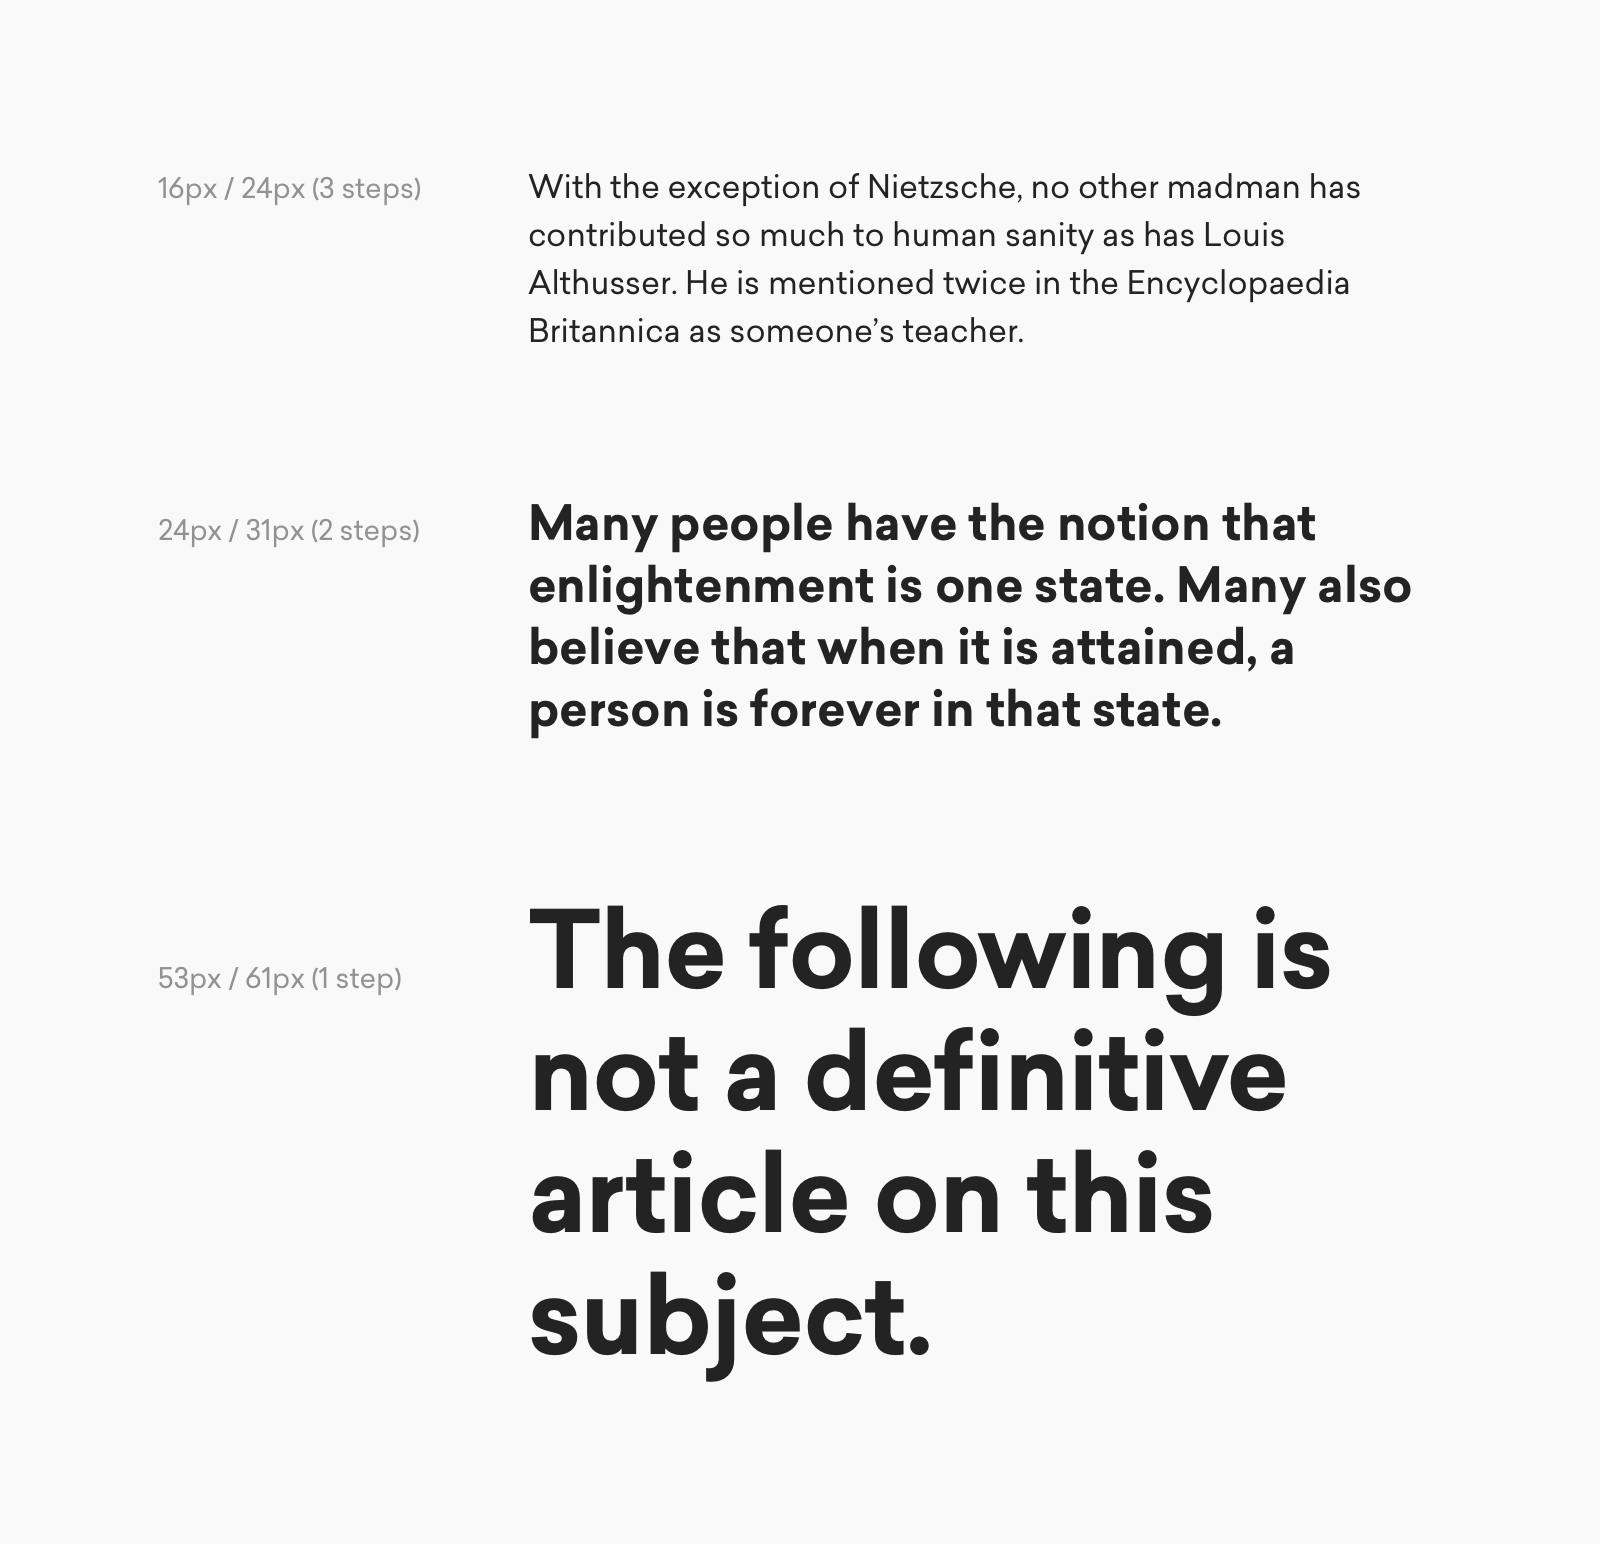 16px / 24px (3 steps)
With the exception of Nietzsche, no other madman has
contributed so much to human sanity as has Louis
Althusser. He is mentioned twice in the Encyclopaedia
Britannica as someone’s teacher.
24px / 31px (2 steps)
Many people have the notion that
enlightenment is one state. Many also
believe that when it is attained, a
person is forever in that state.
53px / 61px (1 step)
The following is
not a definitive
article on this
subject.